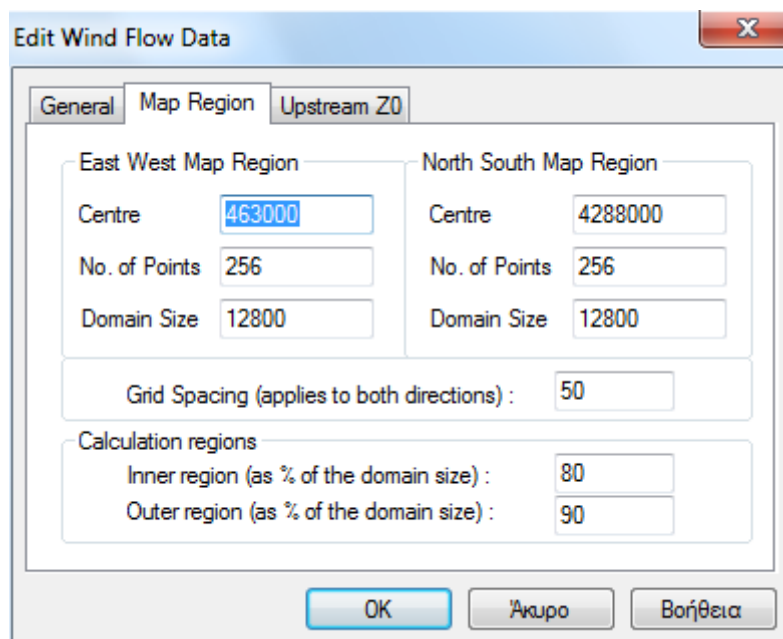 Edit Wind Flow Data
General Map Region Upstream Z0
East West Map Region
Centre 463000
No. of Points 256
Domain Size 12800
North South Map Region
Centre 4288000
No. of Points 256
Domain Size 12800
Grid Spacing (applies to both directions) : 50
Calculation regions
Inner region (as % of the domain size) : 80
Outer region (as % of the domain size) : 90
OK Άκυρο Βοήθεια